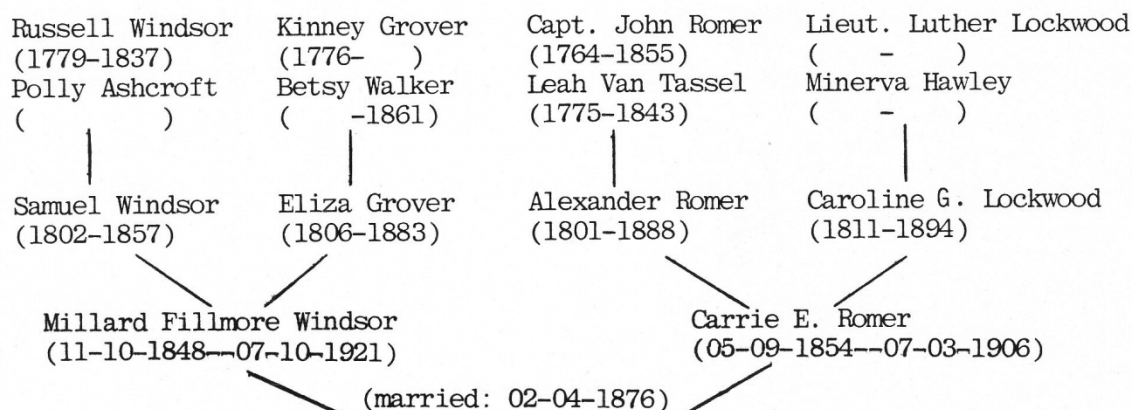 Russell Windsor Kinney Grover Capt. John Romer Lieut. Luther Lockwood
(1779-1837) (1776- ) (1764-1855) ( - )
Polly Ashcroft Betsy Walker Leah Van Tassel Minerva Hawley
( ) ( -1861) (1775-1843) ( - )
Samuel Windsor Eliza Grover Alexander Romer Caroline G. Lockwood
(1802-1857) (1806-1883) (1801-1888) (1811-1894)
Millard Fillmore Windsor Carrie E. Romer
(11-10-1848--07-10-1921) (05-09-1854--07-03-1906)
(married: 02-04-1876)